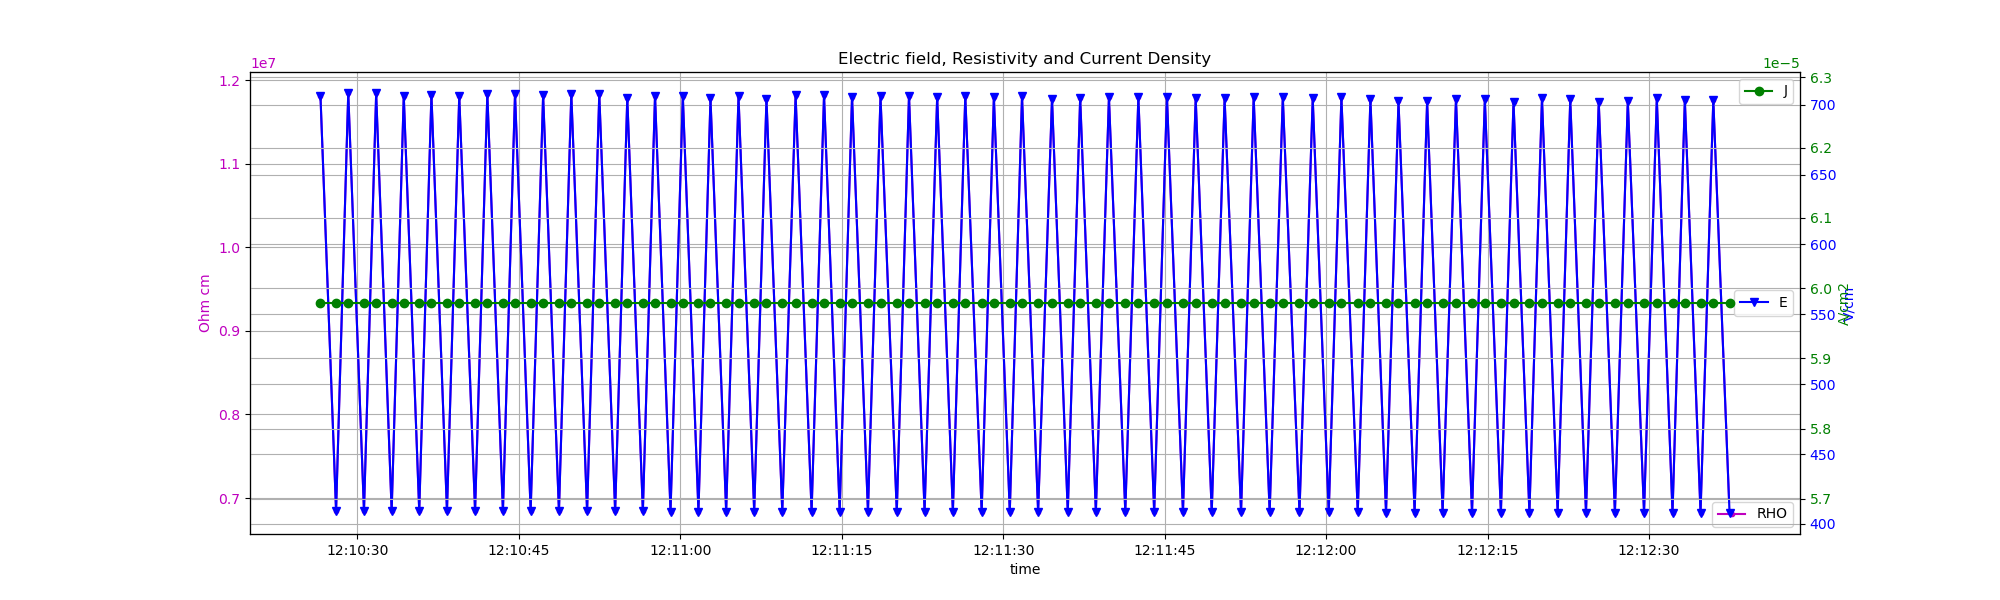 Electric field, Resistivity and Current Density
1e7
1e−5
1.2
1.1
1.0
0.9
0.8
0.7
Ohm cm
6.3
6.2
6.1
6.0
5.9
5.8
5.7
A/cm2
700
650
600
550
500
450
400
V/cm
J
E
RHO
12:10:30 12:10:45 12:11:00 12:11:15 12:11:30 12:11:45 12:12:00 12:12:15 12:12:30
time